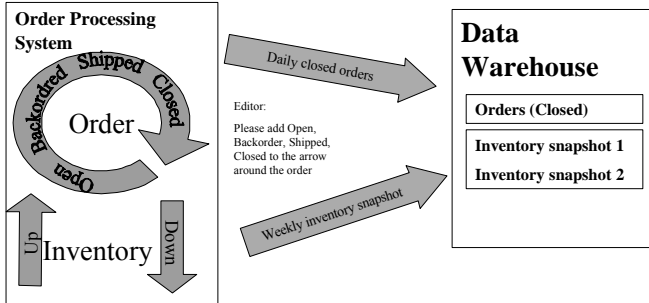 Order Processing
System
Backordred Shipped Closed
Order
Open
Up
Inventory
Down
Daily closed orders
Editor:
Please add Open,
Backorder, Shipped,
Closed to the arrow
around the order
Weekly inventory snapshot
Data
Warehouse
Orders (Closed)
Inventory snapshot 1
Inventory snapshot 2